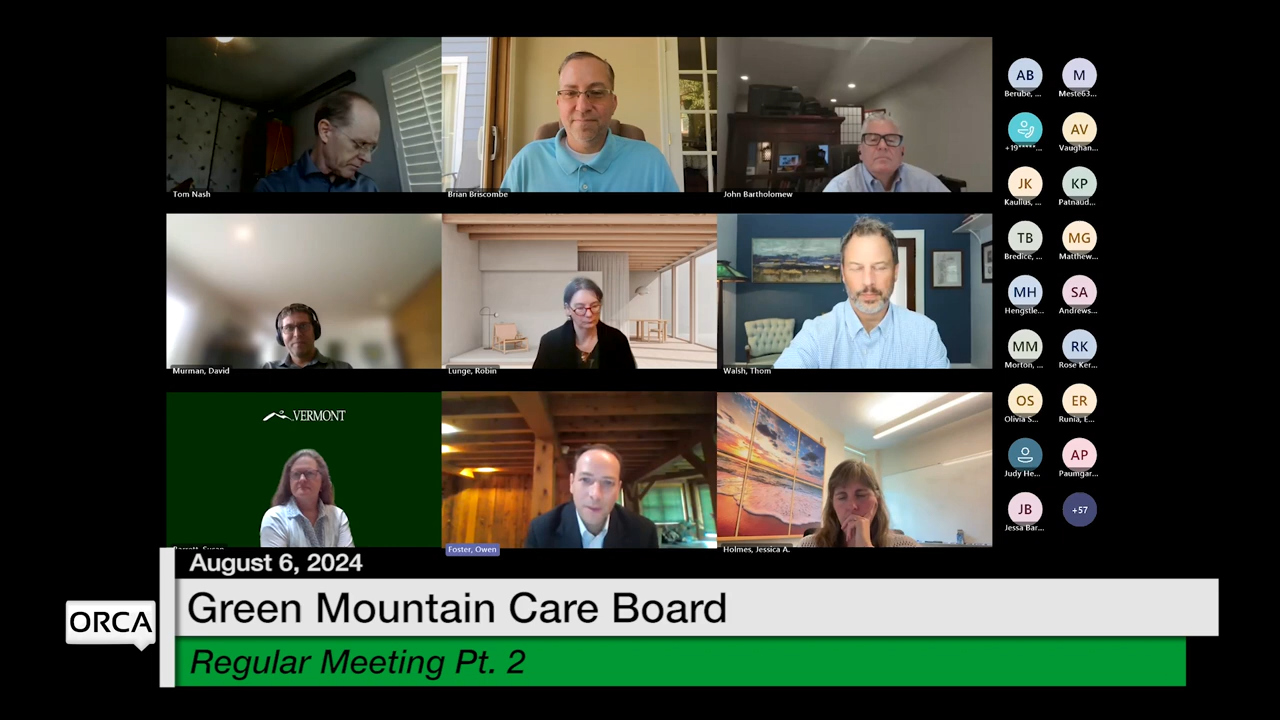 AB
M
Berube, ...
Meste63...
AV
+19*****...
Vaughan...
JK
KP
Kaulius, ...
Patnaud...
TB
MG
Bredice, ...
Matthew...
MH
SA
Hengstle...
Andrews...
MM
RK
Morton, ...
Rose Ker...
OS
ER
Olivia S...
Runia, E...
AP
Judy He...
Paumgar...
JB
+57
Jessa Bar...
Tom Nash
Brian Briscombe
John Bartholomew
Murman, David
Lunge, Robin
Walsh, Thom
VERMONT
Foster, Owen
Holmes, Jessica A.
August 6, 2024
ORCA
Green Mountain Care Board
Regular Meeting Pt. 2